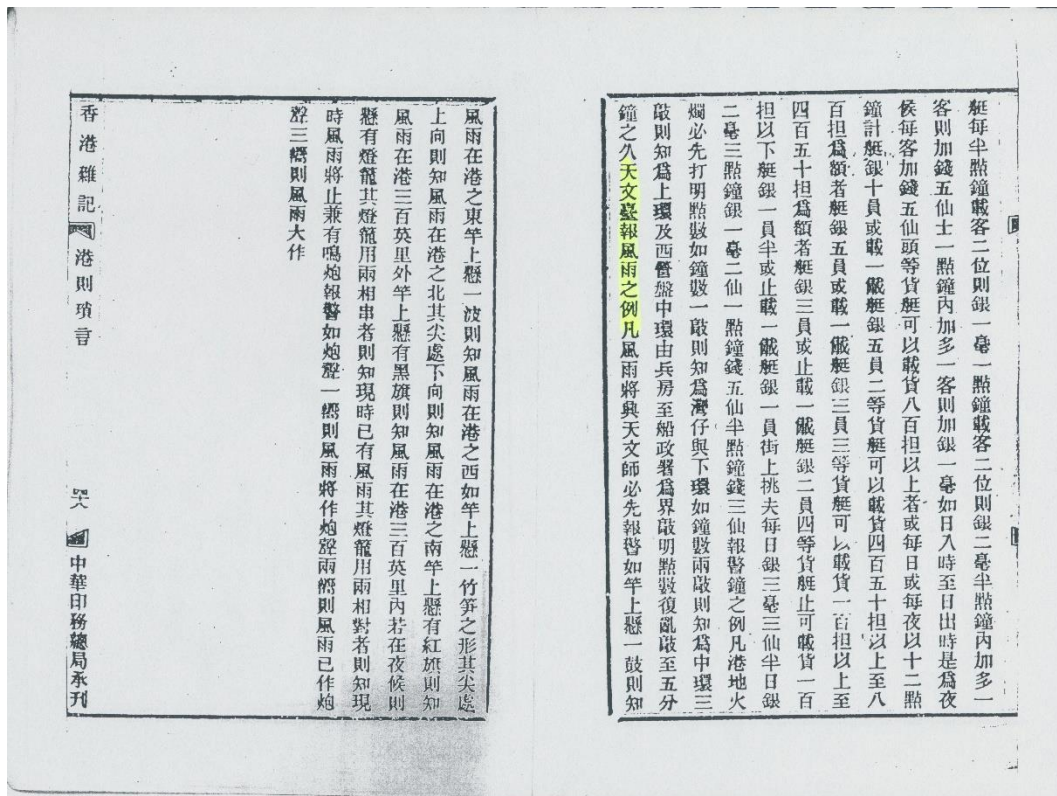 艇每半點鐘載客二位則銀一毫一點鐘載客二位則銀二毫半點鐘內加多一
客則加錢五仙士一點鐘內加多一客則加銀一毫如日入時至日出時是爲夜
候每客加錢五仙頭等貨艇可以載貨八百担以上者或每日或每夜以十二點
鐘計艇銀十員或載一儎艇銀五員二等貨艇可以載貨四百五十担以上至八
百担爲額者艇銀五員或載一儎艇銀三員三等貨艇可以載貨一百担以上至
四百五十担爲額者艇銀三員或止載一儎艇銀二員四等貨艇止可載貨一百
担以下艇銀一員半或止載一儎艇銀一員街上挑夫每日銀三毫三仙半日銀
二毫三點鐘銀一毫二仙一點鐘錢五仙半點鐘錢三仙報警鐘之例凡港地火
燭必先打明點數如鐘數一敲則知爲灣仔與下環如鐘數兩敲則知爲中環三
敲則知爲上環及西營盤中環由兵房至船政署爲界敲明點數復亂敲至五分
鐘之久天文臺報風雨之例凡風雨將興天文師必先報警如竿上懸一鼓則知
風雨在港之東竿上懸一波則知風雨在港之西如竿上懸一竹笋之形其尖處
上向則知風雨在港之北其尖處下向則知風雨在港之南竿上懸有紅旗則知
風雨在港三百英里外竿上懸有黑旗則知風雨在港三百英里內若在夜候則
懸有燈籠其燈籠用兩相串者則知現時已有風雨其燈籠用兩相對者則知現
時風雨將止兼有鳴炮報警如炮聲一響則風雨將作炮聲兩響則風雨已作炮
聲三響則風雨大作
香港雜記 港則瑣言 中華印務總局承刊